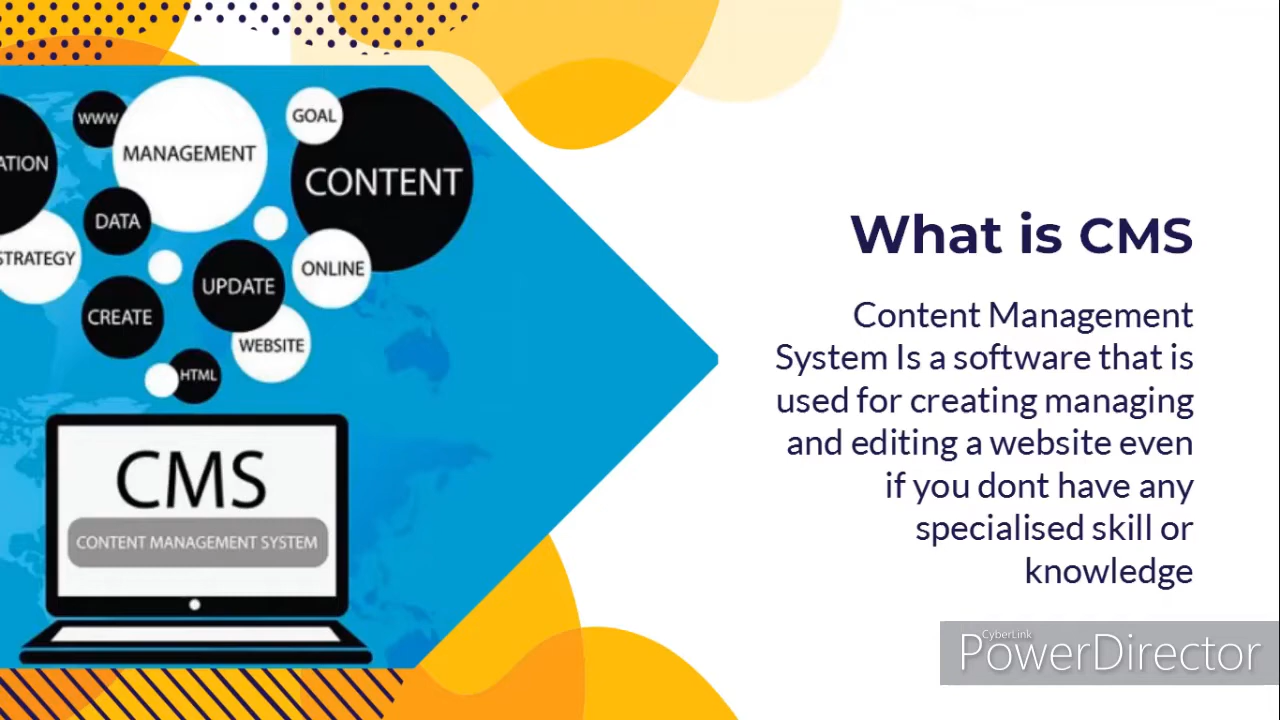 WWW
MANAGEMENT
GOAL
CONTENT
ATION
DATA
STRATEGY
UPDATE
ONLINE
CREATE
WEBSITE
HTML
CMS
CONTENT MANAGEMENT SYSTEM
What is CMS
Content Management
System Is a software that is
used for creating managing
and editing a website even
if you dont have any
specialised skill or
knowledge
CyberLink
PowerDirector